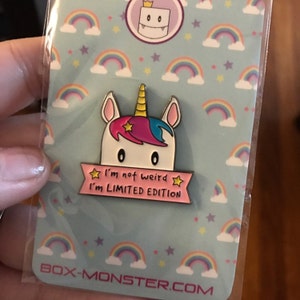 I'm not weird
I'm LIMITED EDITION
BOX-MONSTER.COM